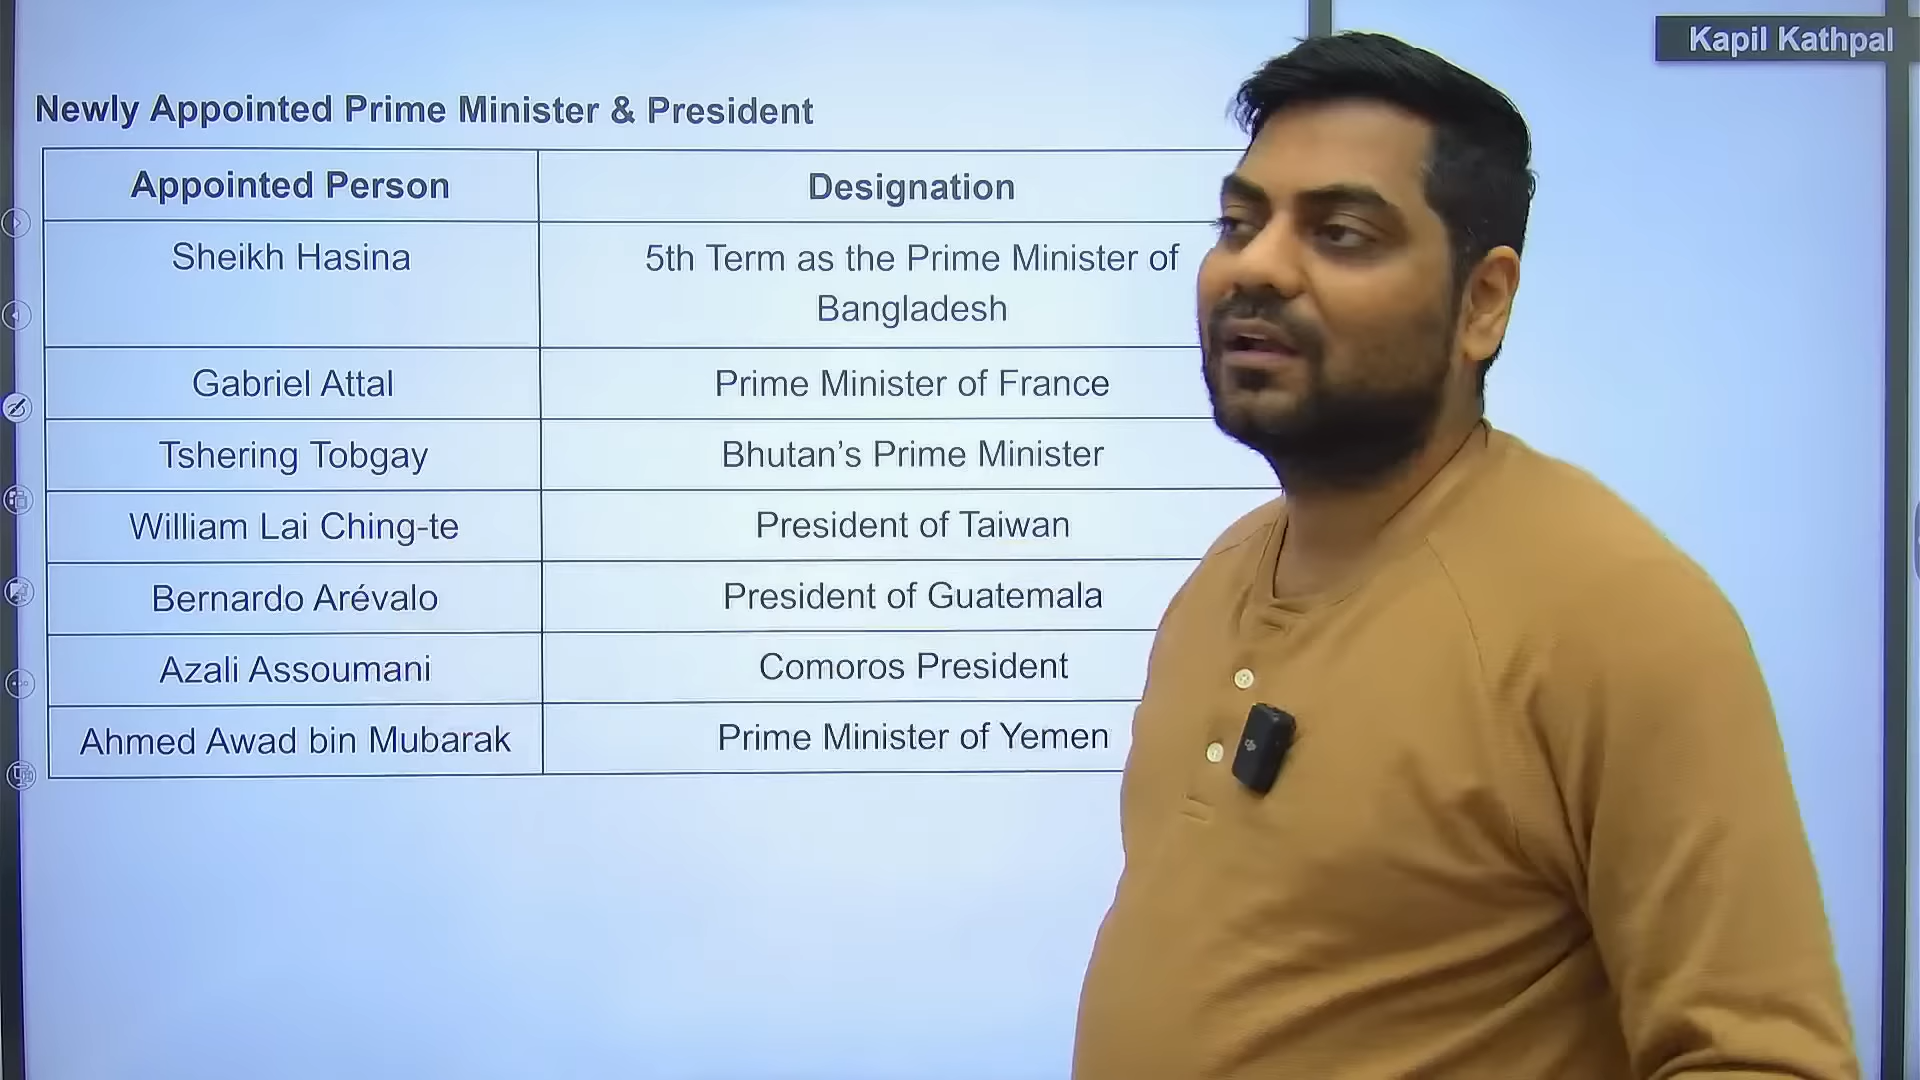 Kapil Kathpal
Newly Appointed Prime Minister & President
Appointed Person
Designation
Sheikh Hasina
5th Term as the Prime Minister of
Bangladesh
Gabriel Attal
Prime Minister of France
Tshering Tobgay
Bhutan’s Prime Minister
William Lai Ching-te
President of Taiwan
Bernardo Arévalo
President of Guatemala
Azali Assoumani
Comoros President
Ahmed Awad bin Mubarak
Prime Minister of Yemen